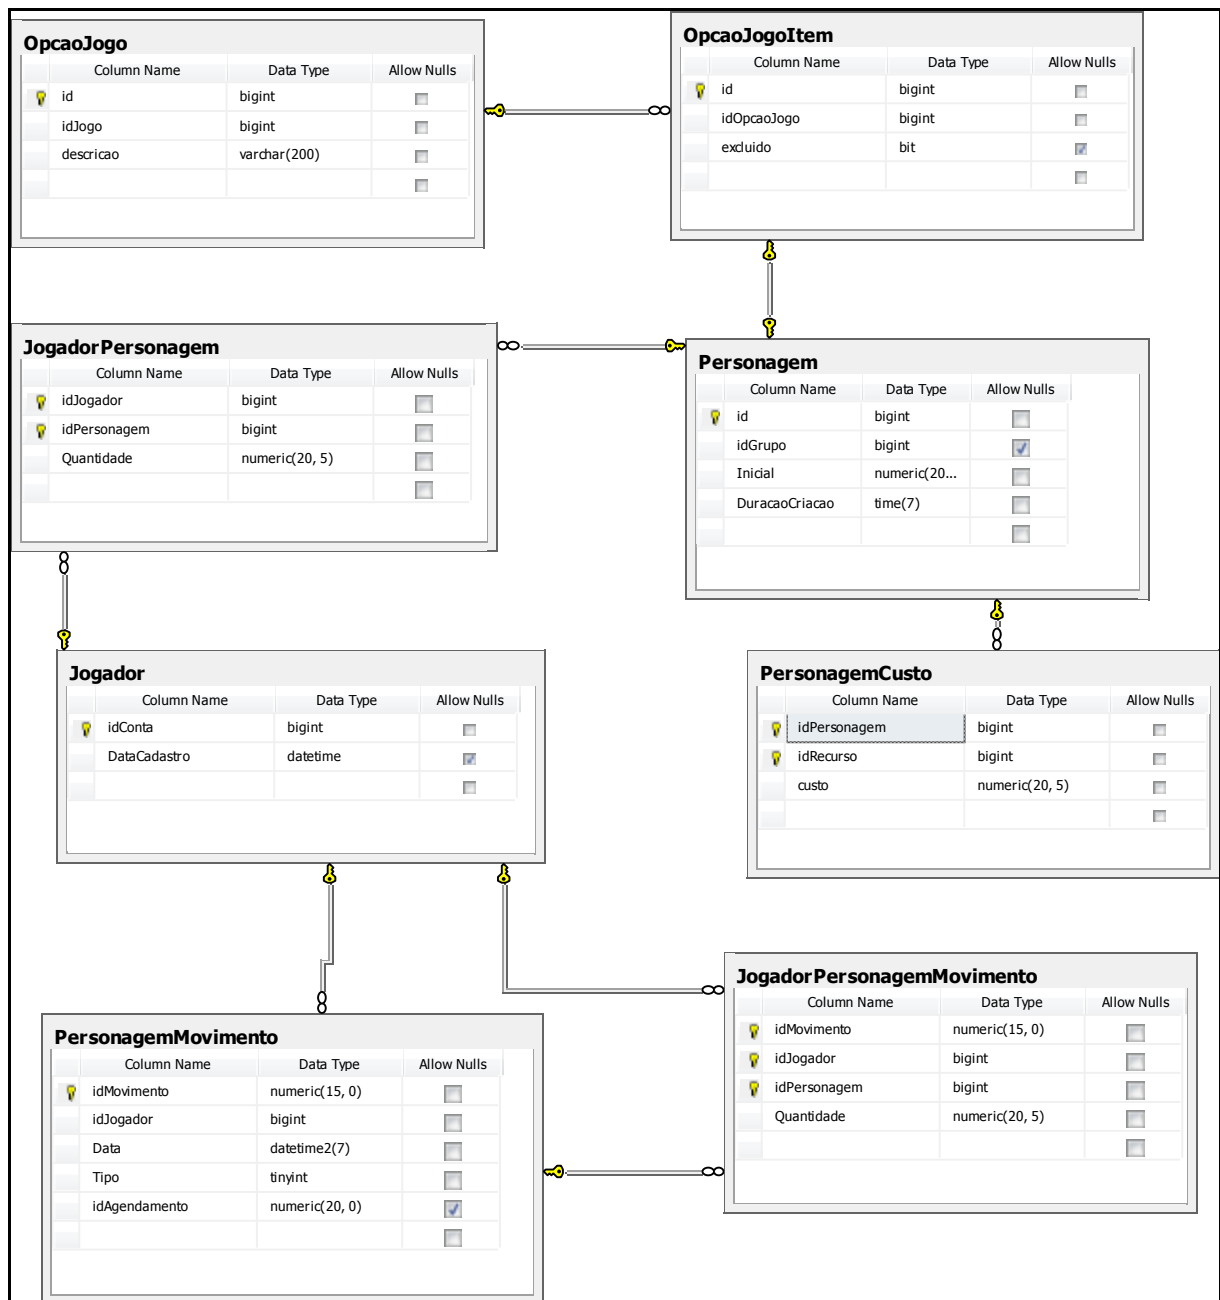 OpcaoJogo
Column Name Data Type Allow Nulls
id bigint
idJogo bigint
descricao varchar(200)
OpcaoJogoItem
Column Name Data Type Allow Nulls
id bigint
idOpcaoJogo bigint
excluido bit
JogadorPersonagem
Column Name Data Type Allow Nulls
idJogador bigint
idPersonagem bigint
Quantidade numeric(20, 5)
Personagem
Column Name Data Type Allow Nulls
id bigint
idGrupo bigint
Inicial numeric(20...
DuracaoCriacao time(7)
Jogador
Column Name Data Type Allow Nulls
idConta bigint
DataCadastro datetime
PersonagemCusto
Column Name Data Type Allow Nulls
idPersonagem bigint
idRecurso bigint
custo numeric(20, 5)
JogadorPersonagemMovimento
Column Name Data Type Allow Nulls
idMovimento numeric(15, 0)
idJogador bigint
idPersonagem bigint
Quantidade numeric(20, 5)
PersonagemMovimento
Column Name Data Type Allow Nulls
idMovimento numeric(15, 0)
idJogador bigint
Data datetime2(7)
Tipo tinyint
idAgendamento numeric(20, 0)